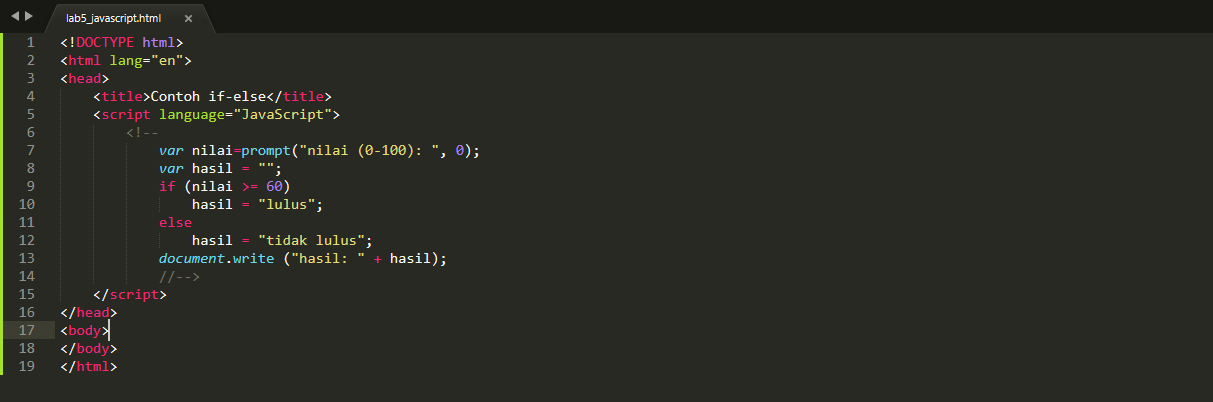 lab5_javascript.html
1 <!DOCTYPE html>
2 <html lang="en">
3 <head>
4     <title>Contoh if-else</title>
5     <script language="JavaScript">
6         <!--
7             var nilai=prompt("nilai (0-100): ", 0);
8             var hasil = "";
9             if (nilai >= 60)
10                 hasil = "lulus";
11             else
12                 hasil = "tidak lulus";
13             document.write ("hasil: " + hasil);
14             //-->
15     </script>
16 </head>
17 <body>
18 </body>
19 </html>